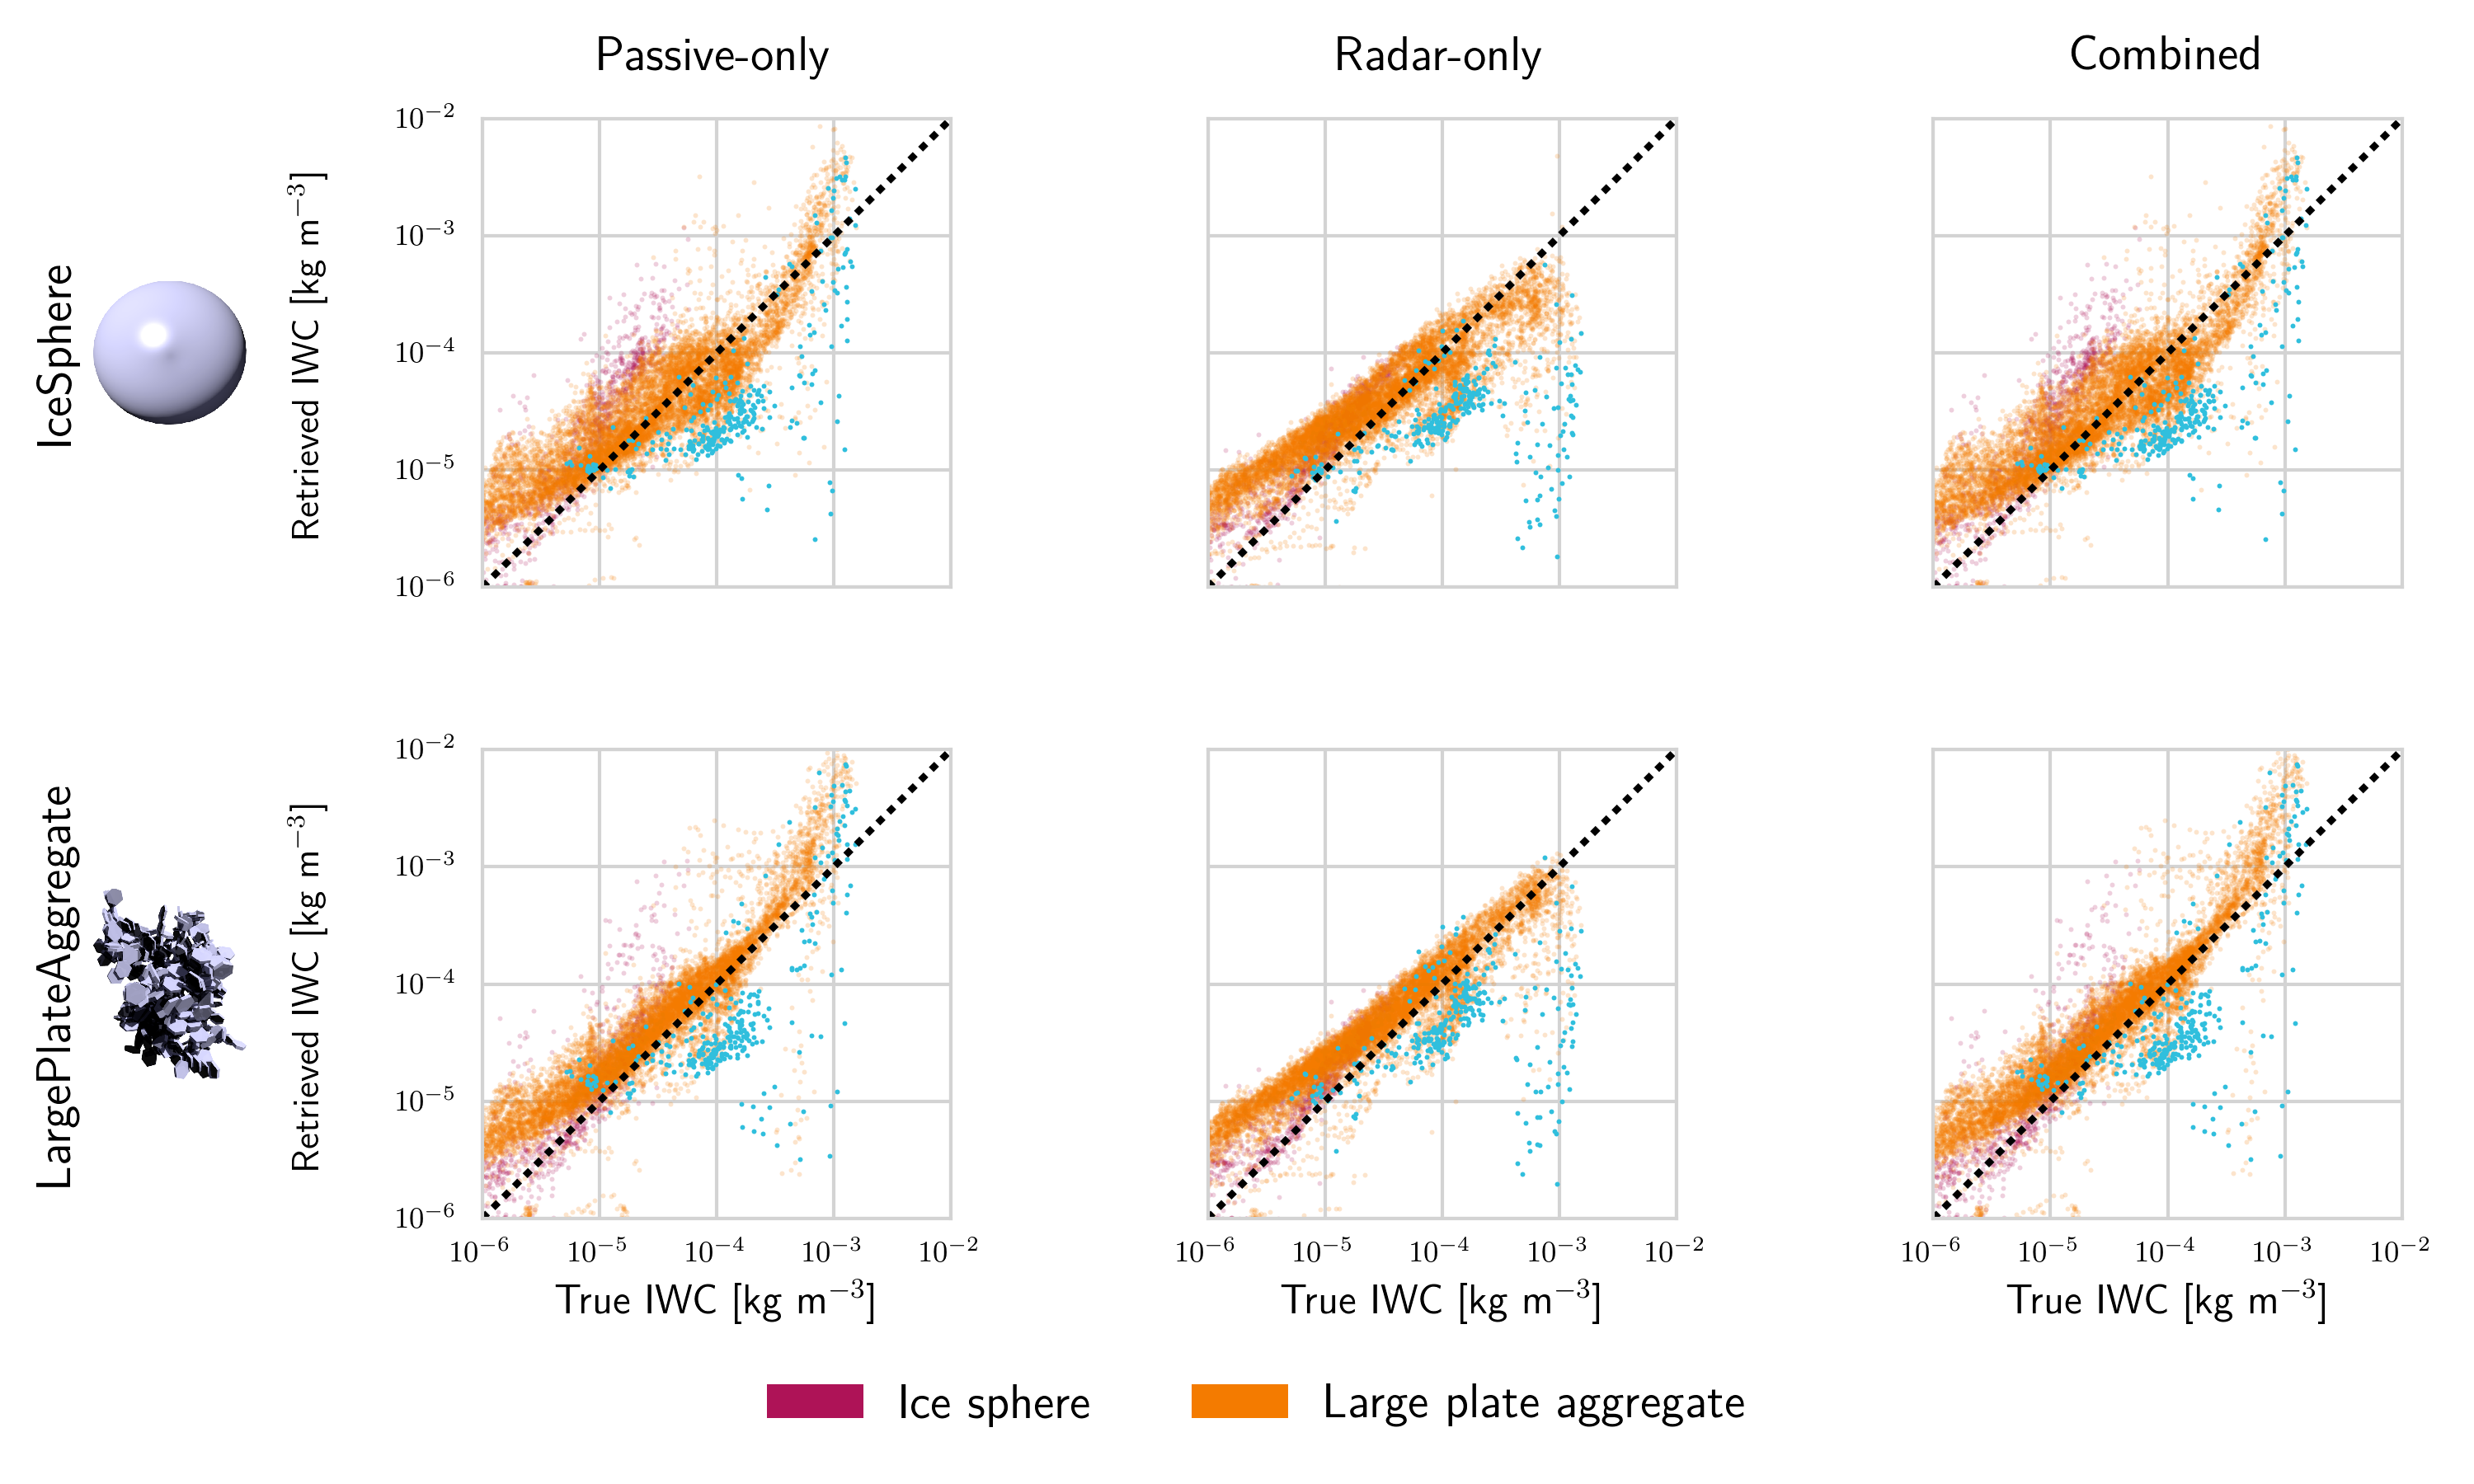 Passive-only Radar-only Combined
IceSphere
Retrieved IWC [kg m⁻³]
10⁻²
10⁻³
10⁻⁴
10⁻⁵
10⁻⁶
LargePlateAggregate
Retrieved IWC [kg m⁻³]
10⁻²
10⁻³
10⁻⁴
10⁻⁵
10⁻⁶
10⁻⁶ 10⁻⁵ 10⁻⁴ 10⁻³ 10⁻² 10⁻⁶ 10⁻⁵ 10⁻⁴ 10⁻³ 10⁻² 10⁻⁶ 10⁻⁵ 10⁻⁴ 10⁻³ 10⁻²
True IWC [kg m⁻³] True IWC [kg m⁻³] True IWC [kg m⁻³]
Ice sphere Large plate aggregate